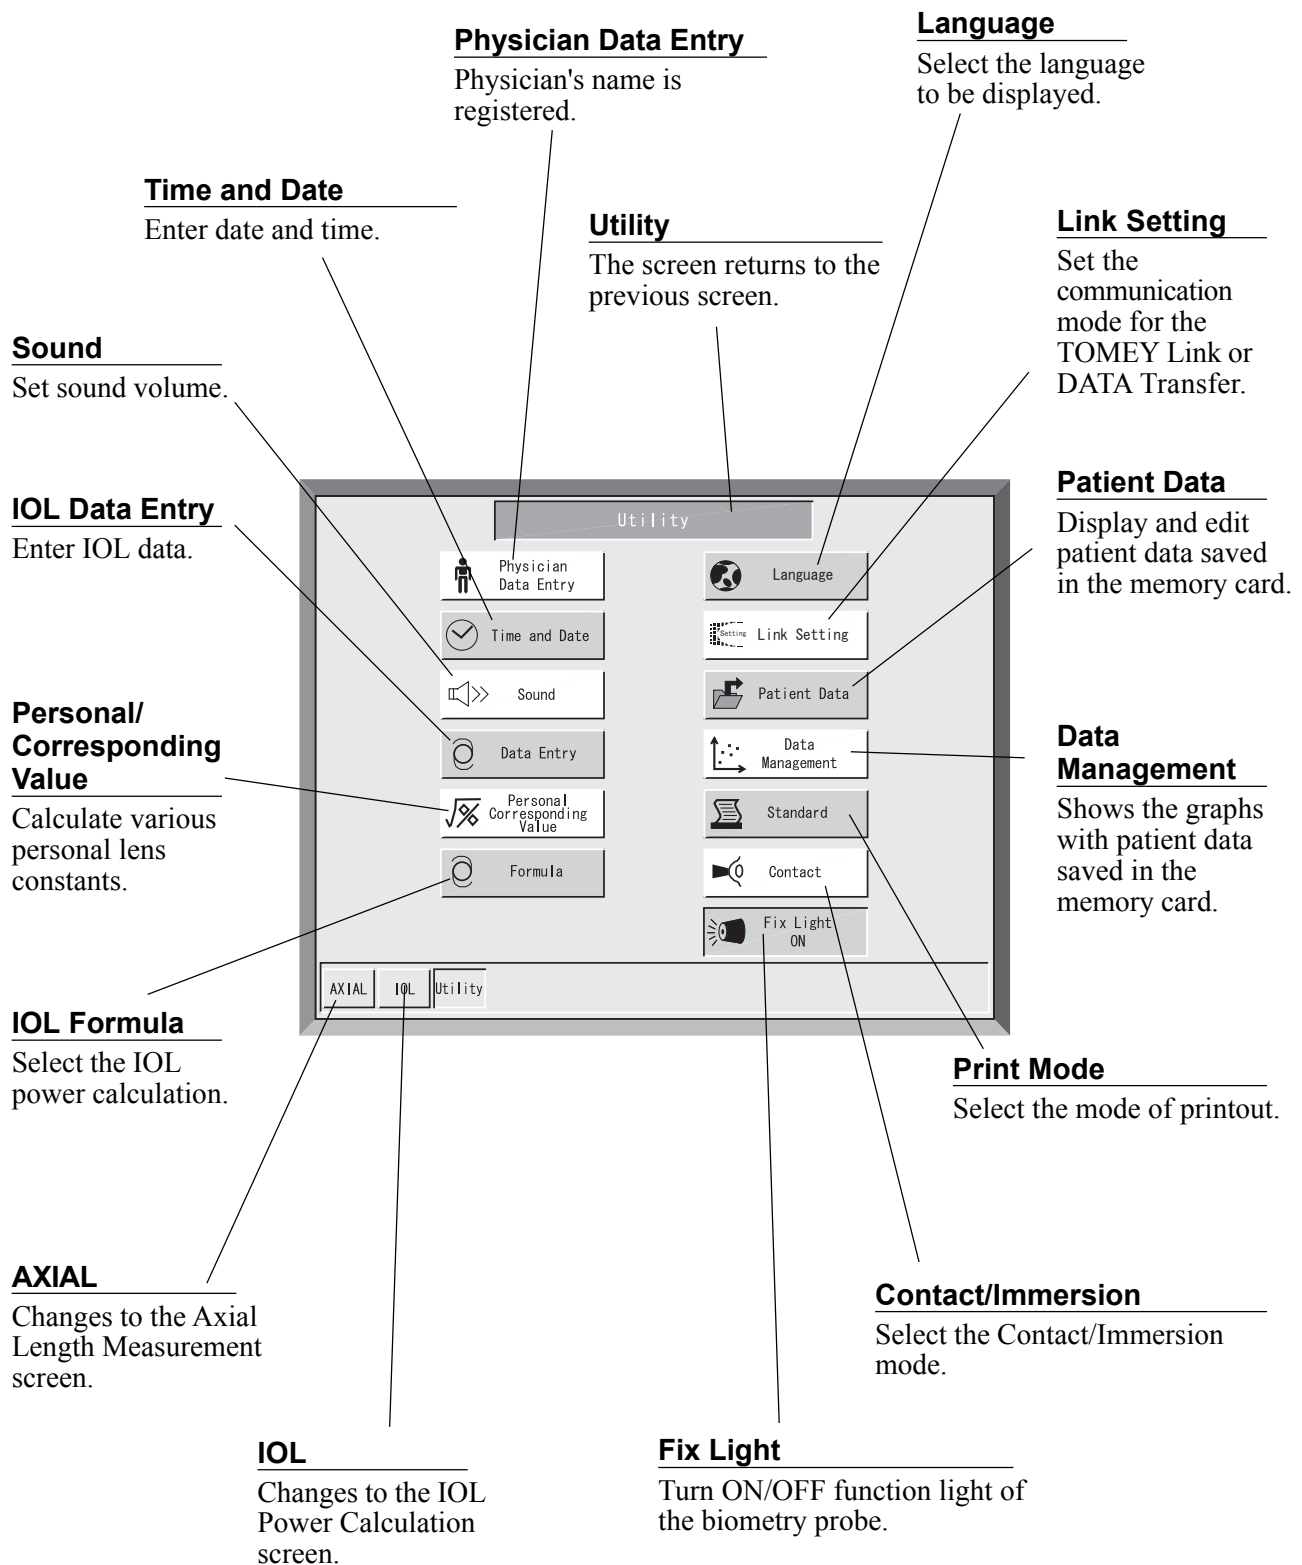 Physician Data Entry
Physician's name is
registered.
Language
Select the language
to be displayed.
Time and Date
Enter date and time.
Utility
The screen returns to the
previous screen.
Link Setting
Set the
communication
mode for the
TOMEY Link or
DATA Transfer.
Sound
Set sound volume.
IOL Data Entry
Enter IOL data.
Patient Data
Display and edit
patient data saved
in the memory card.
Personal/
Corresponding
Value
Calculate various
personal lens
constants.
Data
Management
Shows the graphs
with patient data
saved in the
memory card.
Utility
Physician
Data Entry
Time and Date
Sound
Data Entry
Personal
Corresponding
Value
Formula
Language
Setting
Link Setting
Patient Data
Data
Management
Standard
Contact
Fix Light
ON
AXIAL
IOL
Utility
IOL Formula
Select the IOL
power calculation.
Print Mode
Select the mode of printout.
AXIAL
Changes to the Axial
Length Measurement
screen.
Contact/Immersion
Select the Contact/Immersion
mode.
IOL
Changes to the IOL
Power Calculation
screen.
Fix Light
Turn ON/OFF function light of
the biometry probe.